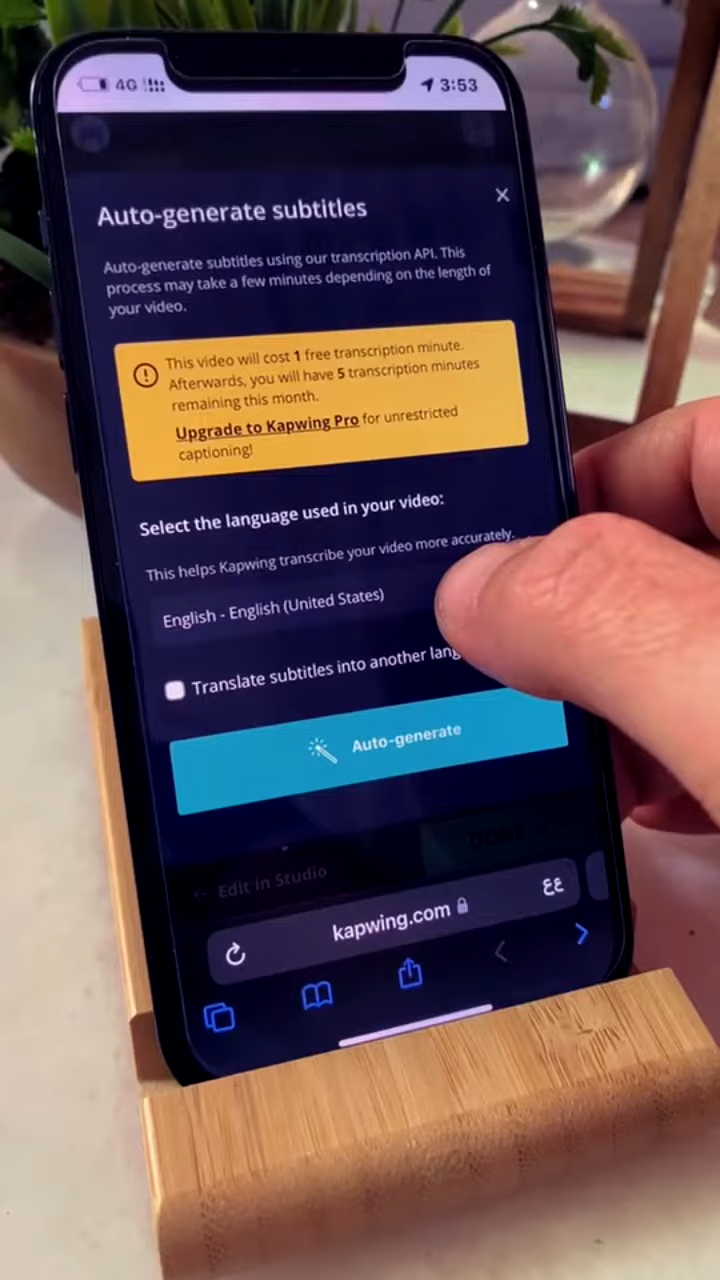 4G
3:53
Auto-generate subtitles
Auto-generate subtitles using our transcription API. This
process may take a few minutes depending on the length of
your video.
This video will cost 1 free transcription minute.
Afterwards, you will have 5 transcription minutes
remaining this month.
Upgrade to Kapwing Pro for unrestricted
captioning!
Select the language used in your video:
This helps Kapwing transcribe your video more accurately.
English - English (United States)
Translate subtitles into another
Auto-generate
DONE
← Edit in Studio
kapwing.com
عع